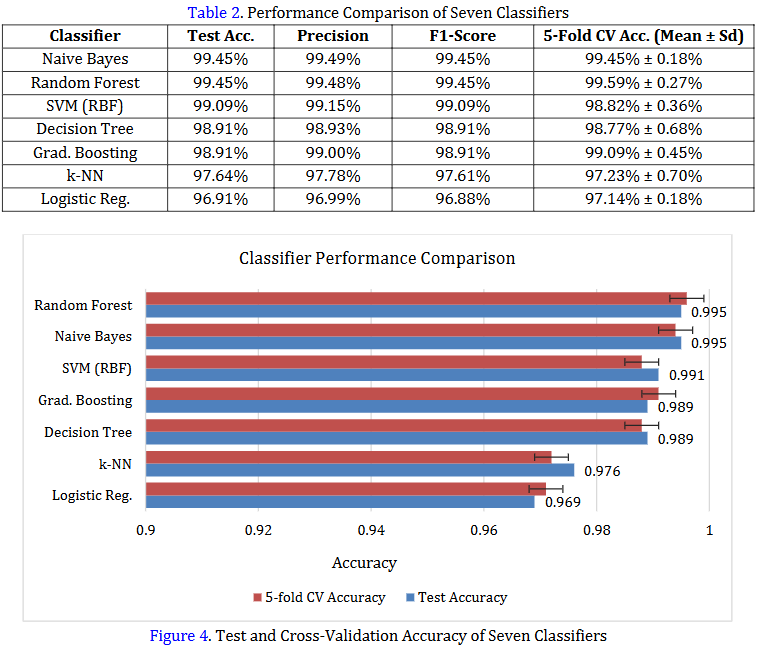 Table 2. Performance Comparison of Seven Classifiers
Classifier Test Acc. Precision F1-Score 5-Fold CV Acc. (Mean ± Sd)
Naive Bayes 99.45% 99.49% 99.45% 99.45% ± 0.18%
Random Forest 99.45% 99.48% 99.45% 99.59% ± 0.27%
SVM (RBF) 99.09% 99.15% 99.09% 98.82% ± 0.36%
Decision Tree 98.91% 98.93% 98.91% 98.77% ± 0.68%
Grad. Boosting 98.91% 99.00% 98.91% 99.09% ± 0.45%
k-NN 97.64% 97.78% 97.61% 97.23% ± 0.70%
Logistic Reg. 96.91% 96.99% 96.88% 97.14% ± 0.18%
Classifier Performance Comparison
Random Forest 0.995
Naive Bayes 0.995
SVM (RBF) 0.991
Grad. Boosting 0.989
Decision Tree 0.989
k-NN 0.976
Logistic Reg. 0.969
0.9 0.92 0.94 0.96 0.98 1
Accuracy
5-fold CV Accuracy Test Accuracy
Figure 4. Test and Cross-Validation Accuracy of Seven Classifiers